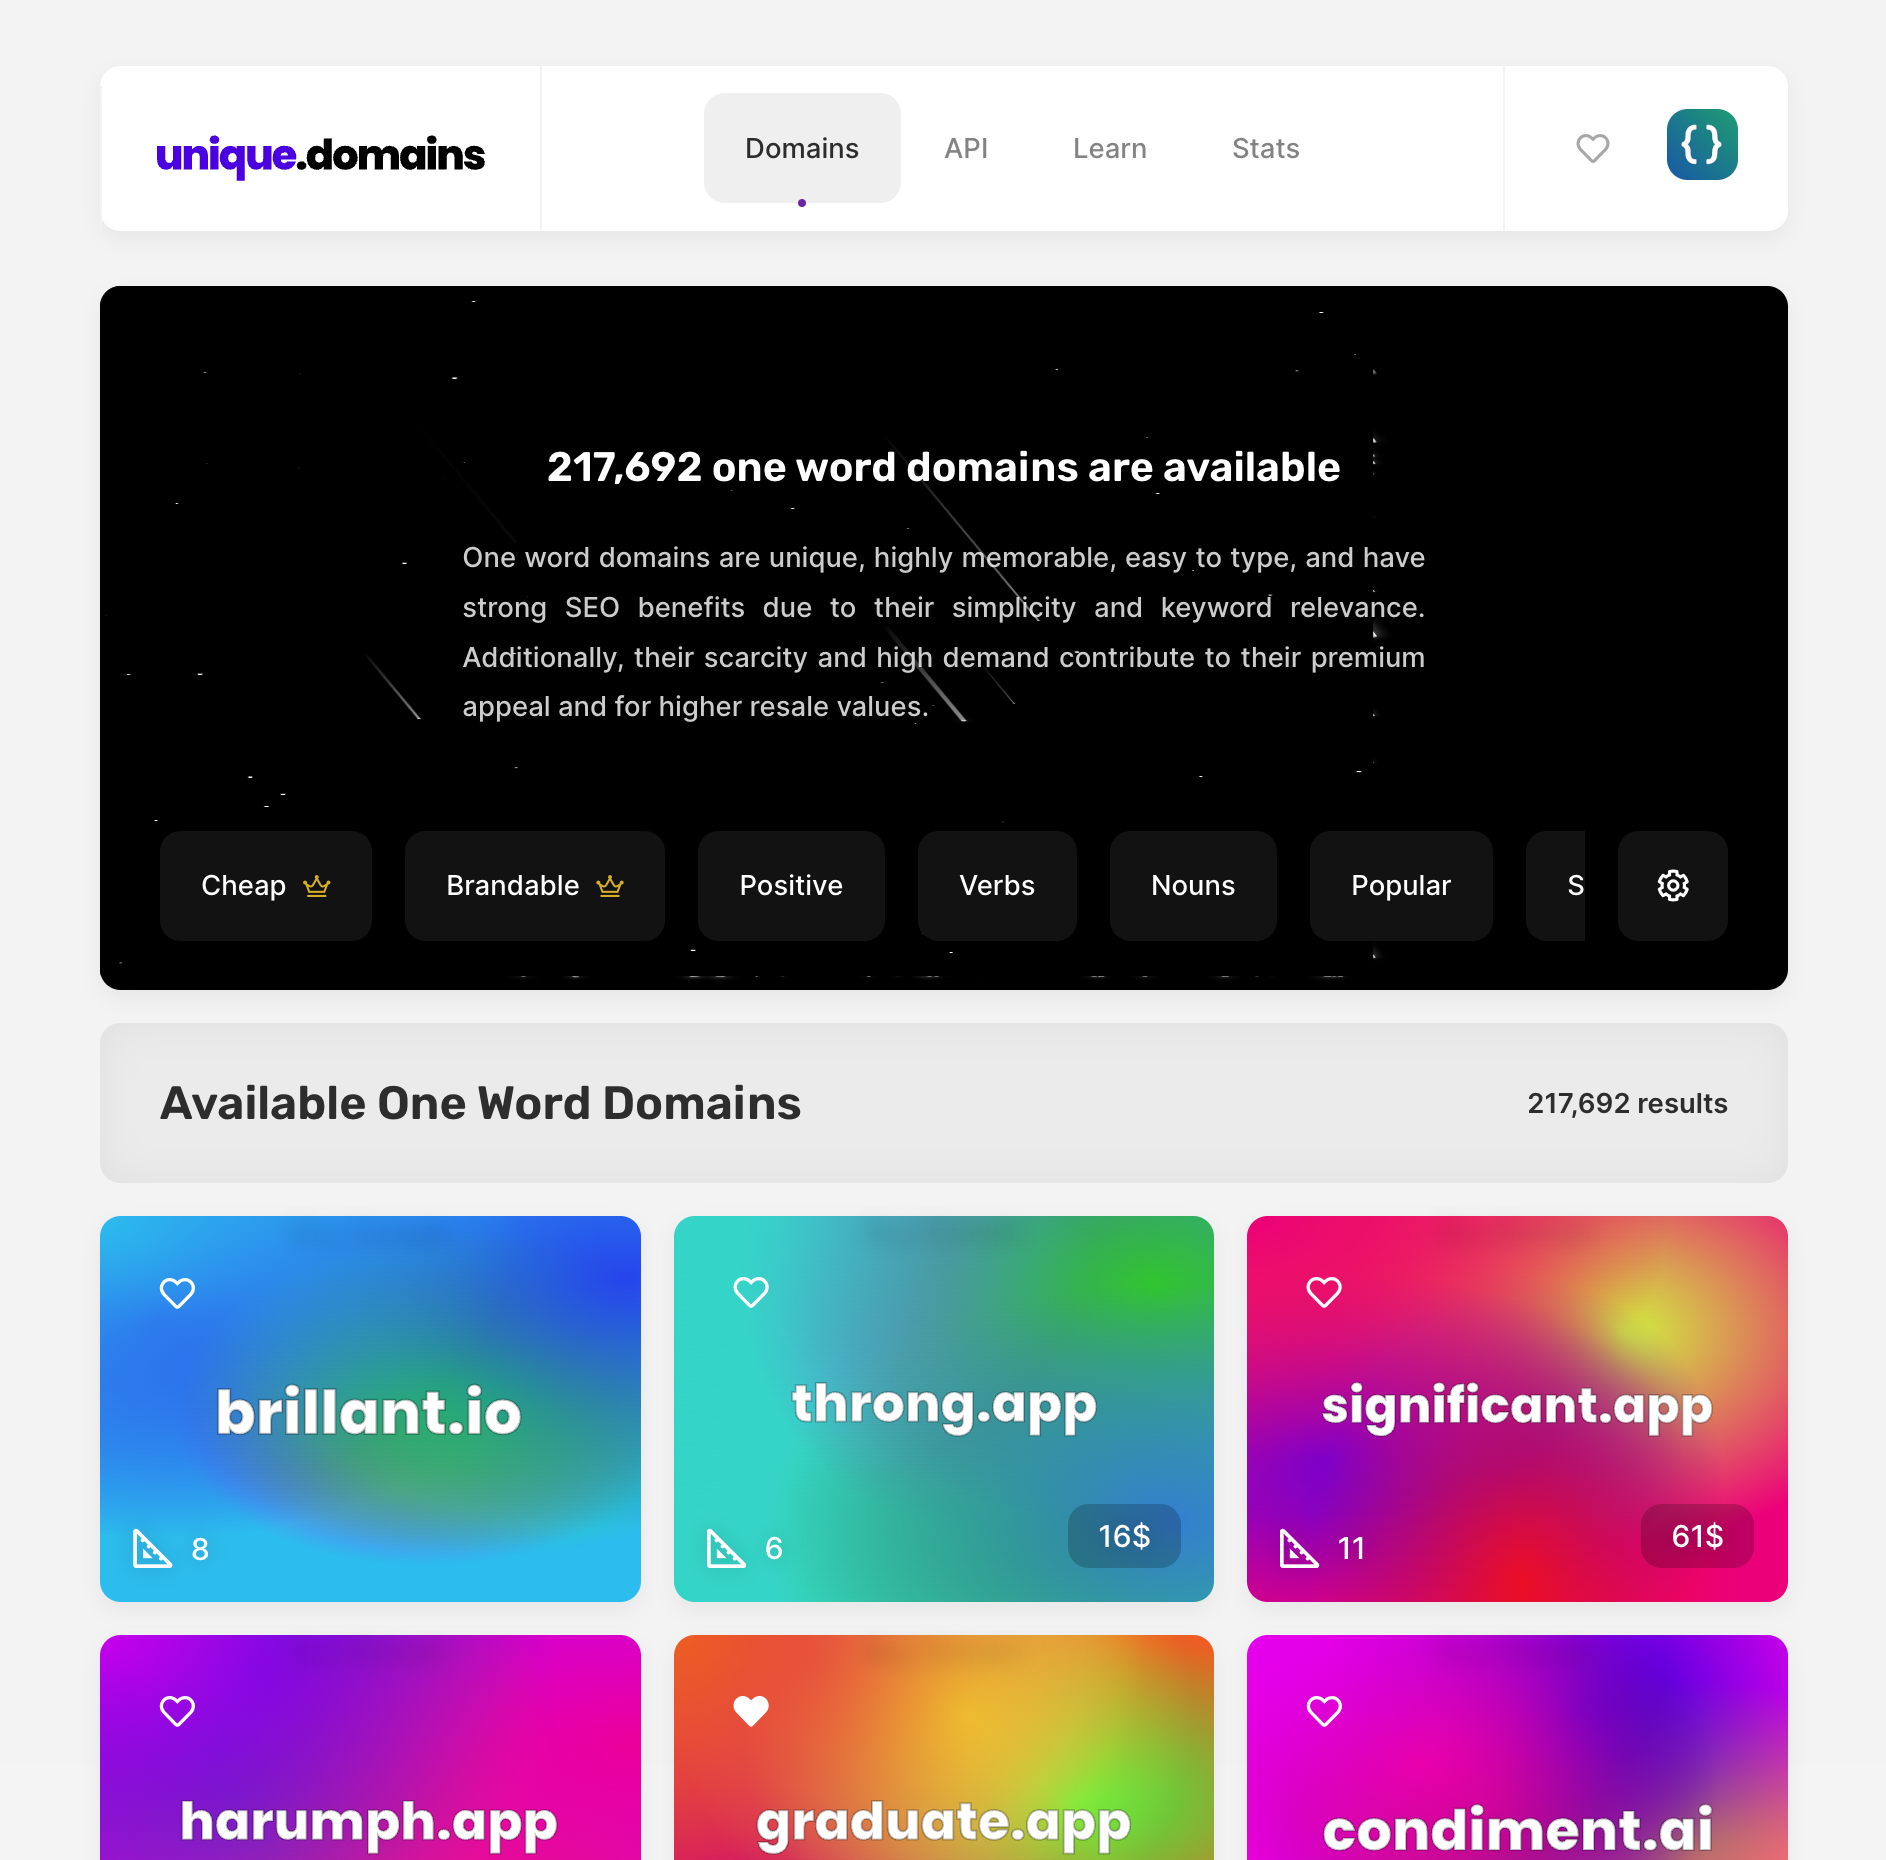 unique.domains
Domains
API
Learn
Stats
{}
217,692 one word domains are available
One word domains are unique, highly memorable, easy to type, and have
strong SEO benefits due to their simplicity and keyword relevance.
Additionally, their scarcity and high demand contribute to their premium
appeal and for higher resale values.
Cheap
Brandable
Positive
Verbs
Nouns
Popular
S
Available One Word Domains
217,692 results
brillant.io
8
throng.app
6
16$
significant.app
11
61$
harumph.app
graduate.app
condiment.ai